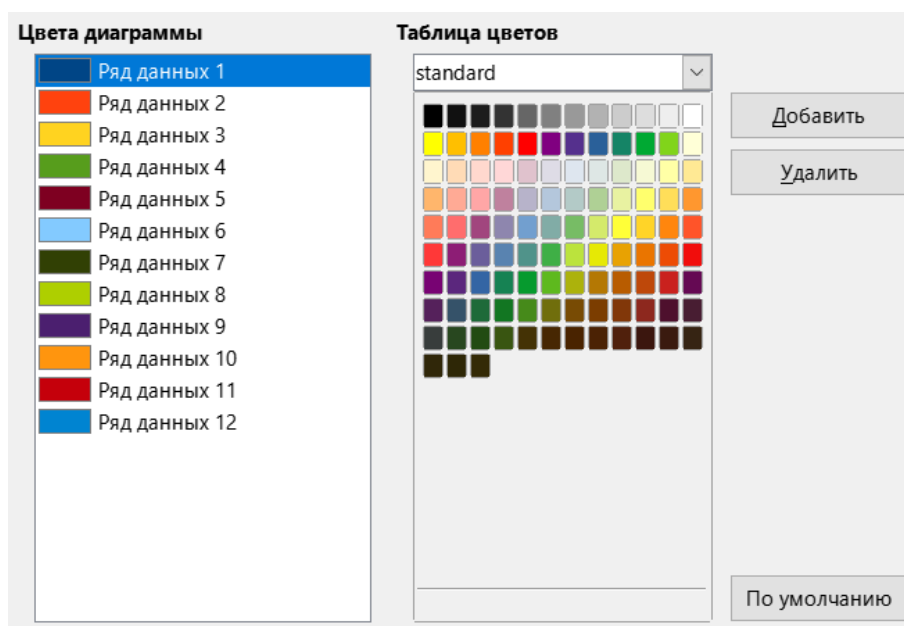 Цвета диаграммы
Ряд данных 1
Ряд данных 2
Ряд данных 3
Ряд данных 4
Ряд данных 5
Ряд данных 6
Ряд данных 7
Ряд данных 8
Ряд данных 9
Ряд данных 10
Ряд данных 11
Ряд данных 12
Таблица цветов
standard
Добавить
Удалить
По умолчанию